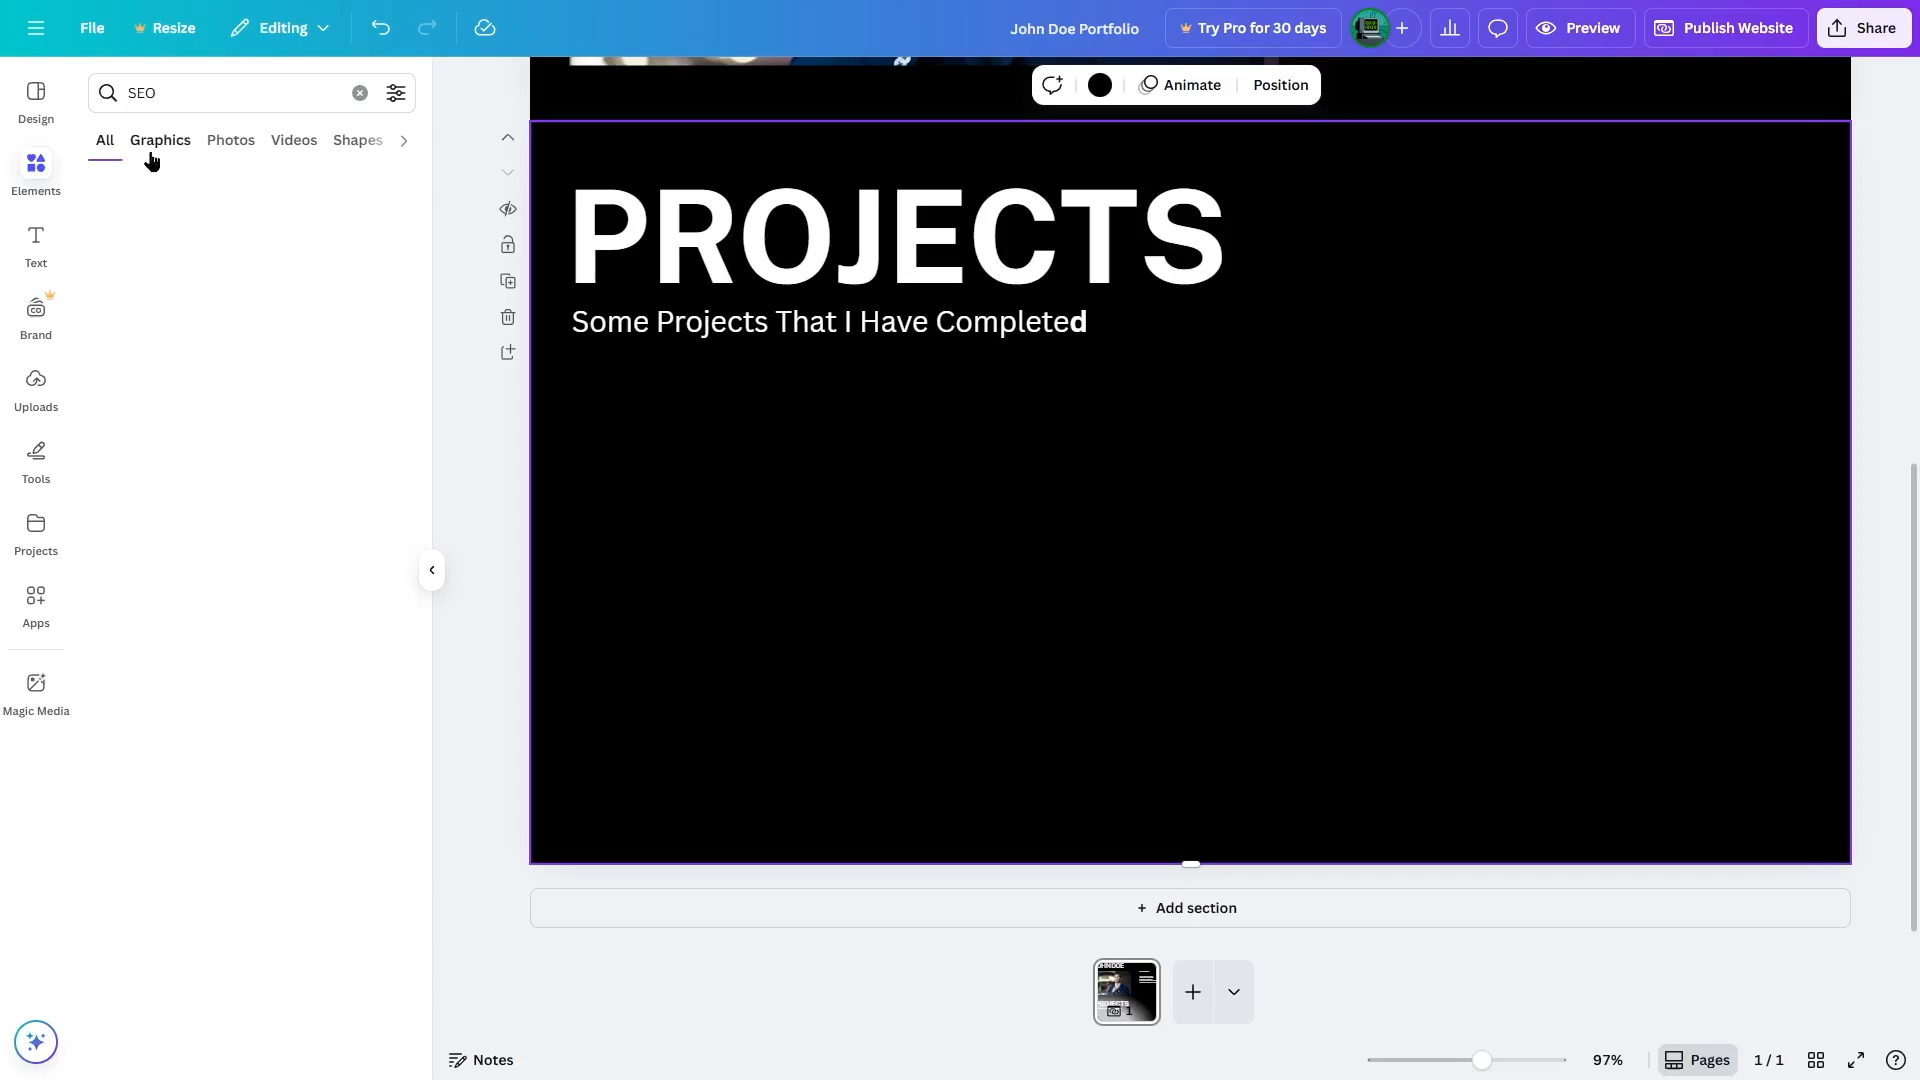 File
Resize
Editing
John Doe Portfolio
Try Pro for 30 days
Preview
Publish Website
Share
Design
Elements
Text
Brand
Uploads
Tools
Projects
Apps
Magic Media
SEO
All Graphics Photos Videos Shapes
Animate
Position
PROJECTS
Some Projects That I Have Completed
+ Add section
1
Notes
97%
Pages
1 / 1